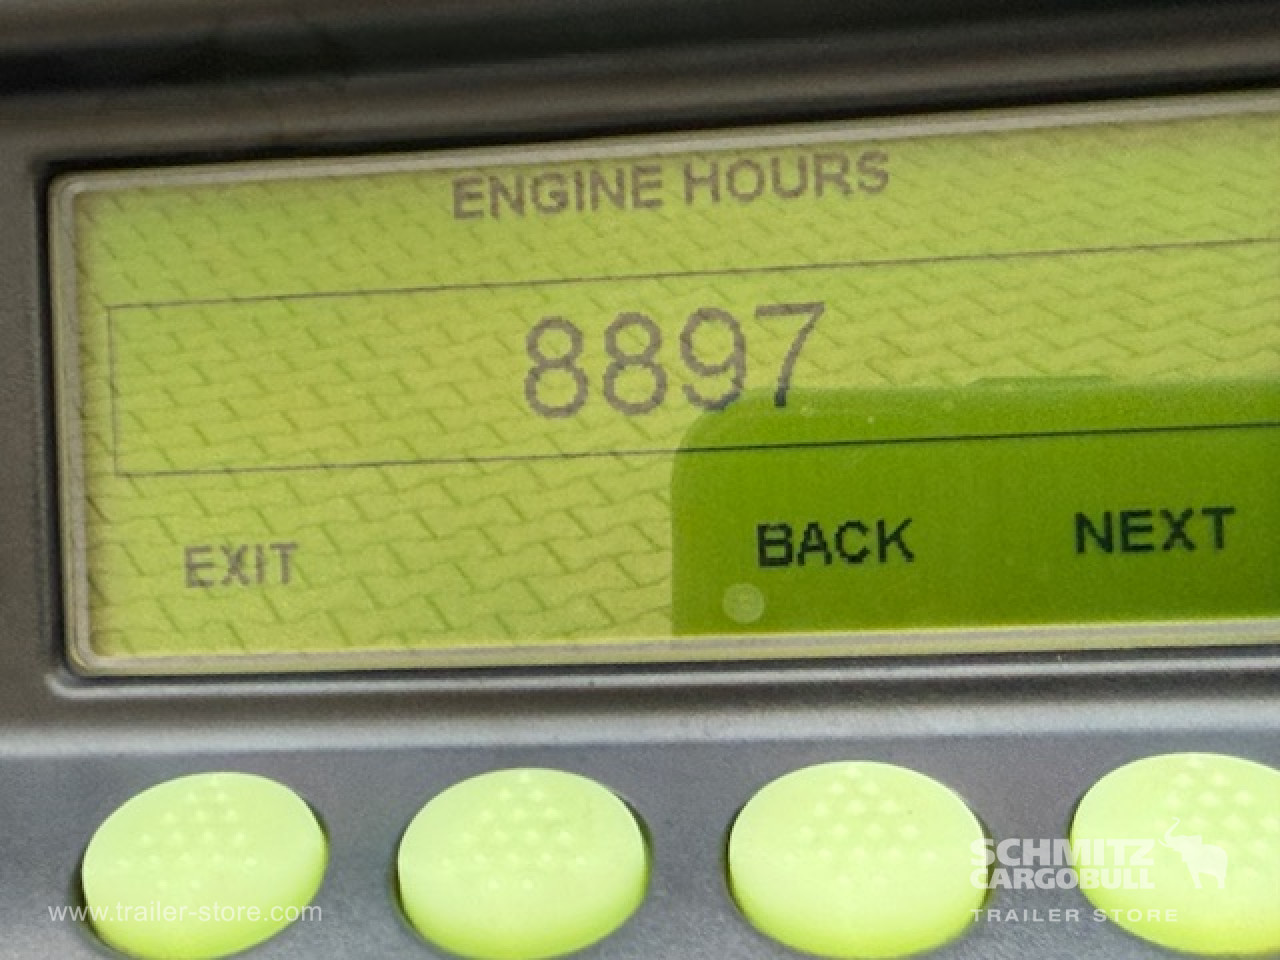 ENGINE HOURS
8897
EXIT BACK NEXT
SCHMITZ
CARGOBULL
www.trailer-store.com TRAILER STORE